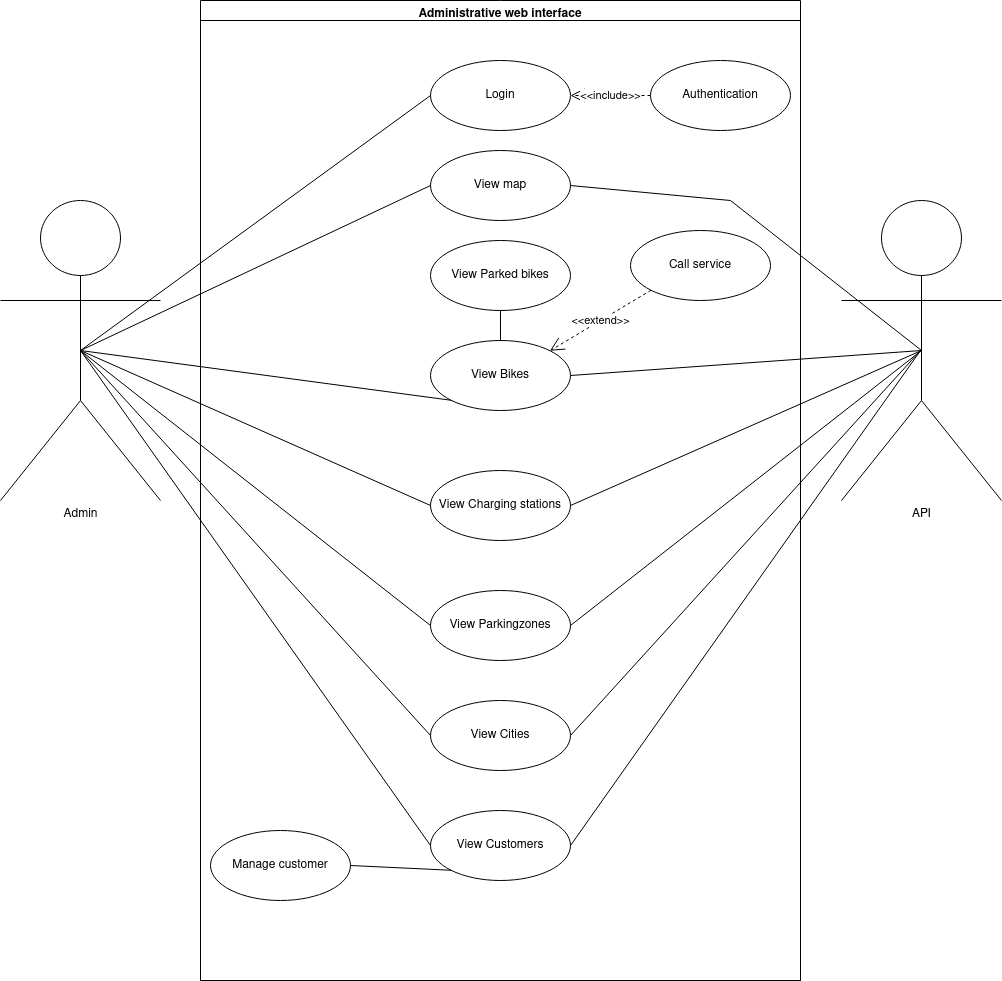 Administrative web interface
Login
<<include>>
Authentication
View map
View Parked bikes
Call service
<<extend>>
View Bikes
View Charging stations
Admin
API
View Parkingzones
View Cities
View Customers
Manage customer